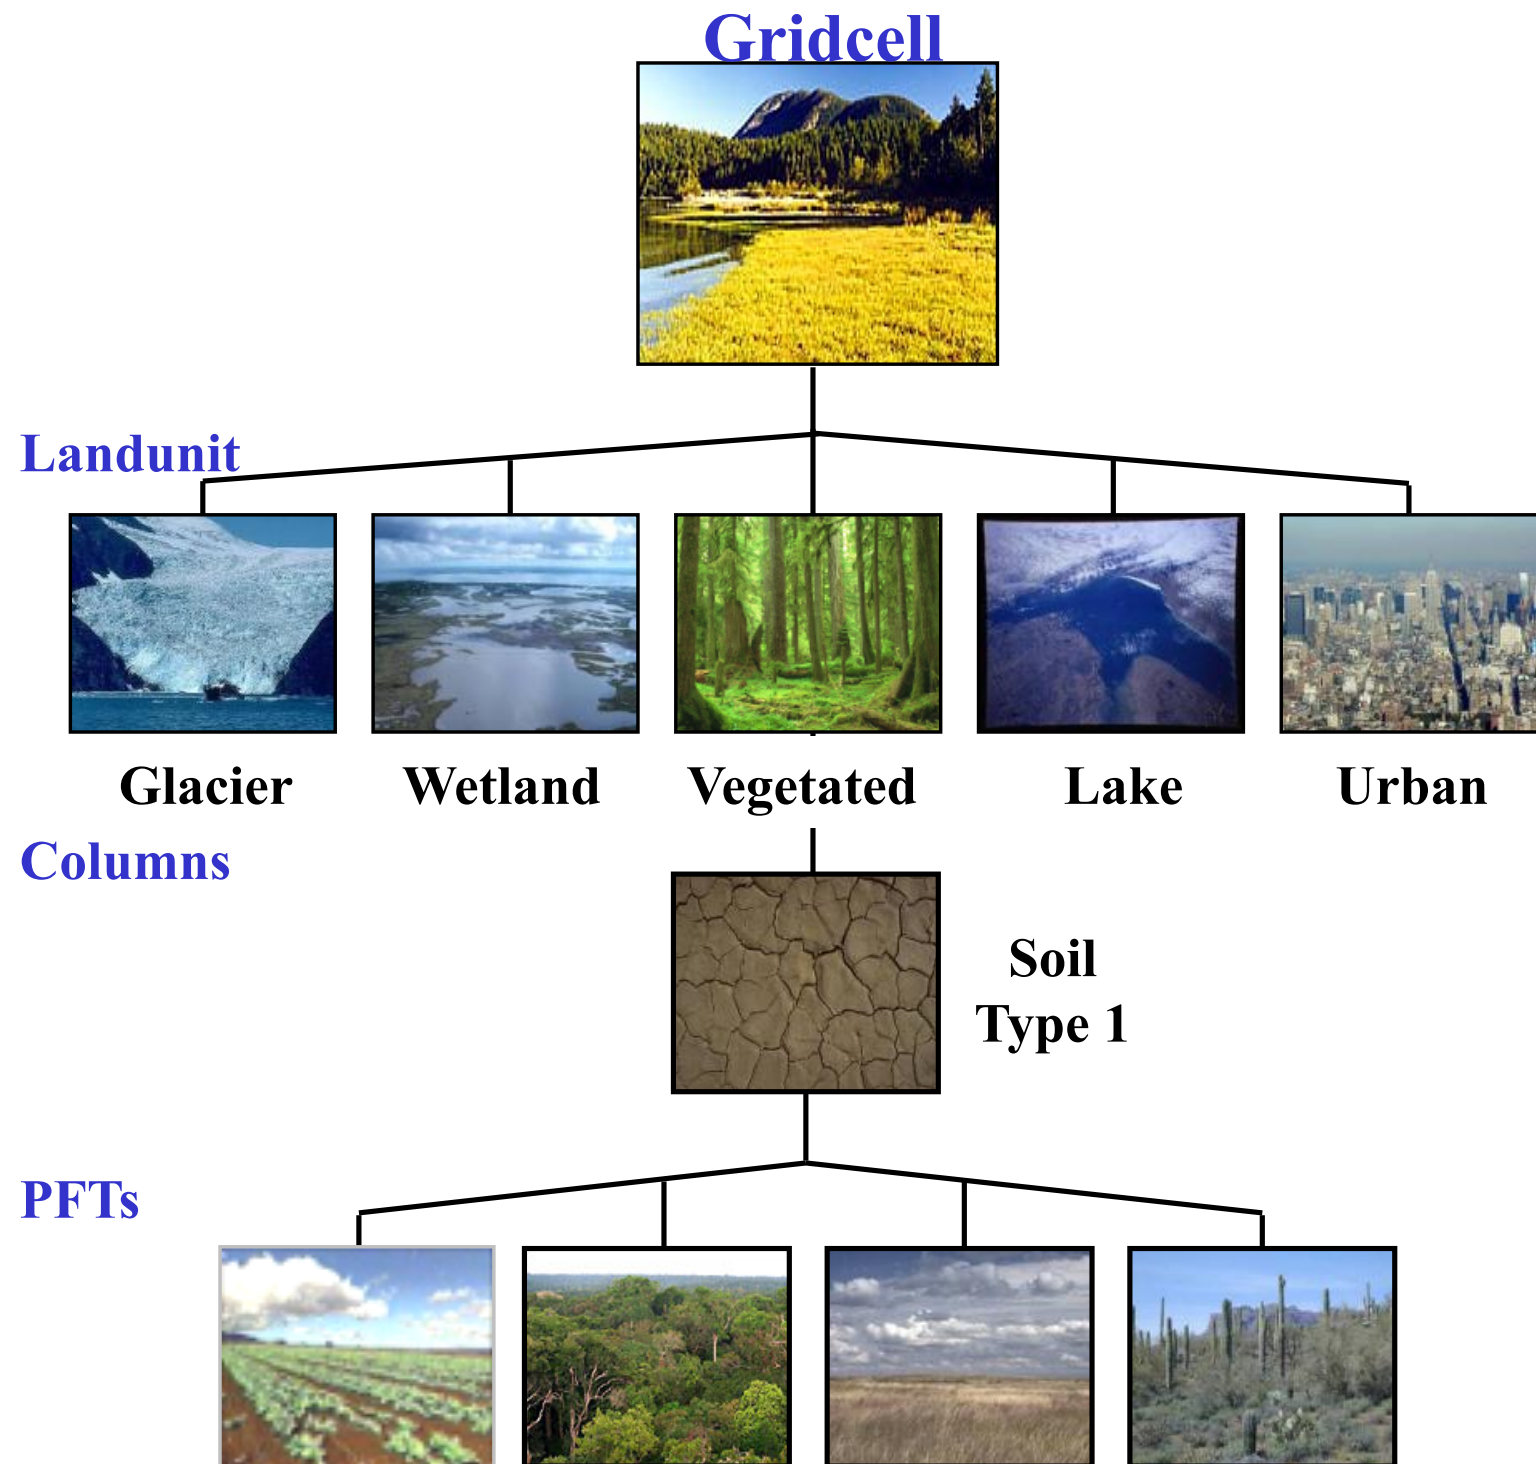 Gridcell
Landunit
Glacier
Wetland
Vegetated
Lake
Urban
Columns
Soil
Type 1
PFTs